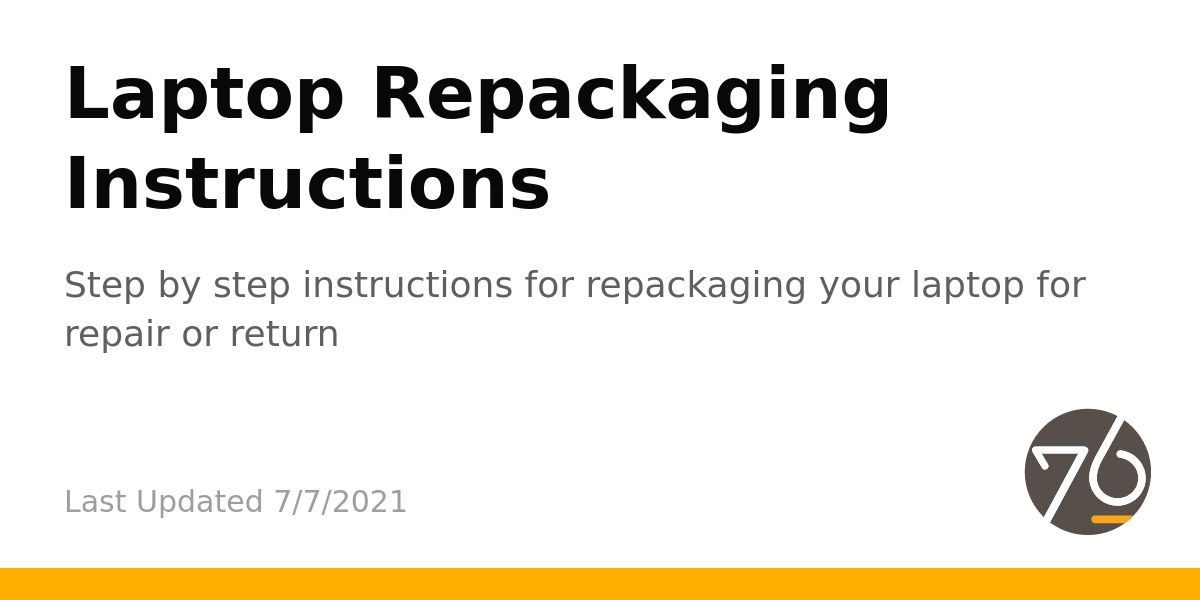 Laptop Repackaging
Instructions
Step by step instructions for repackaging your laptop for
repair or return
Last Updated 7/7/2021
76